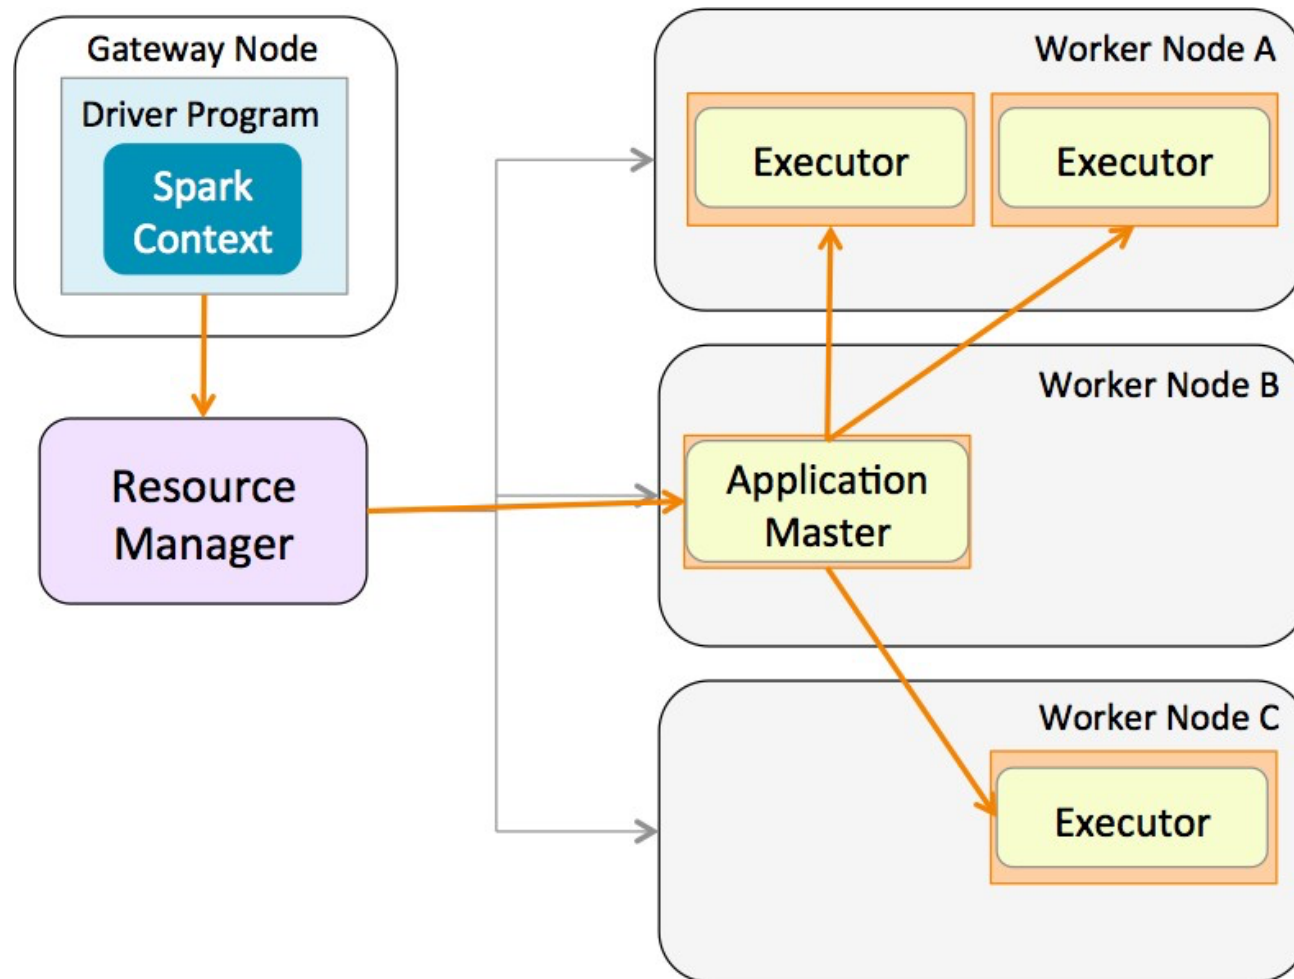 Gateway Node
Driver Program
Spark
Context
Resource
Manager
Worker Node A
Executor
Executor
Worker Node B
Application
Master
Worker Node C
Executor